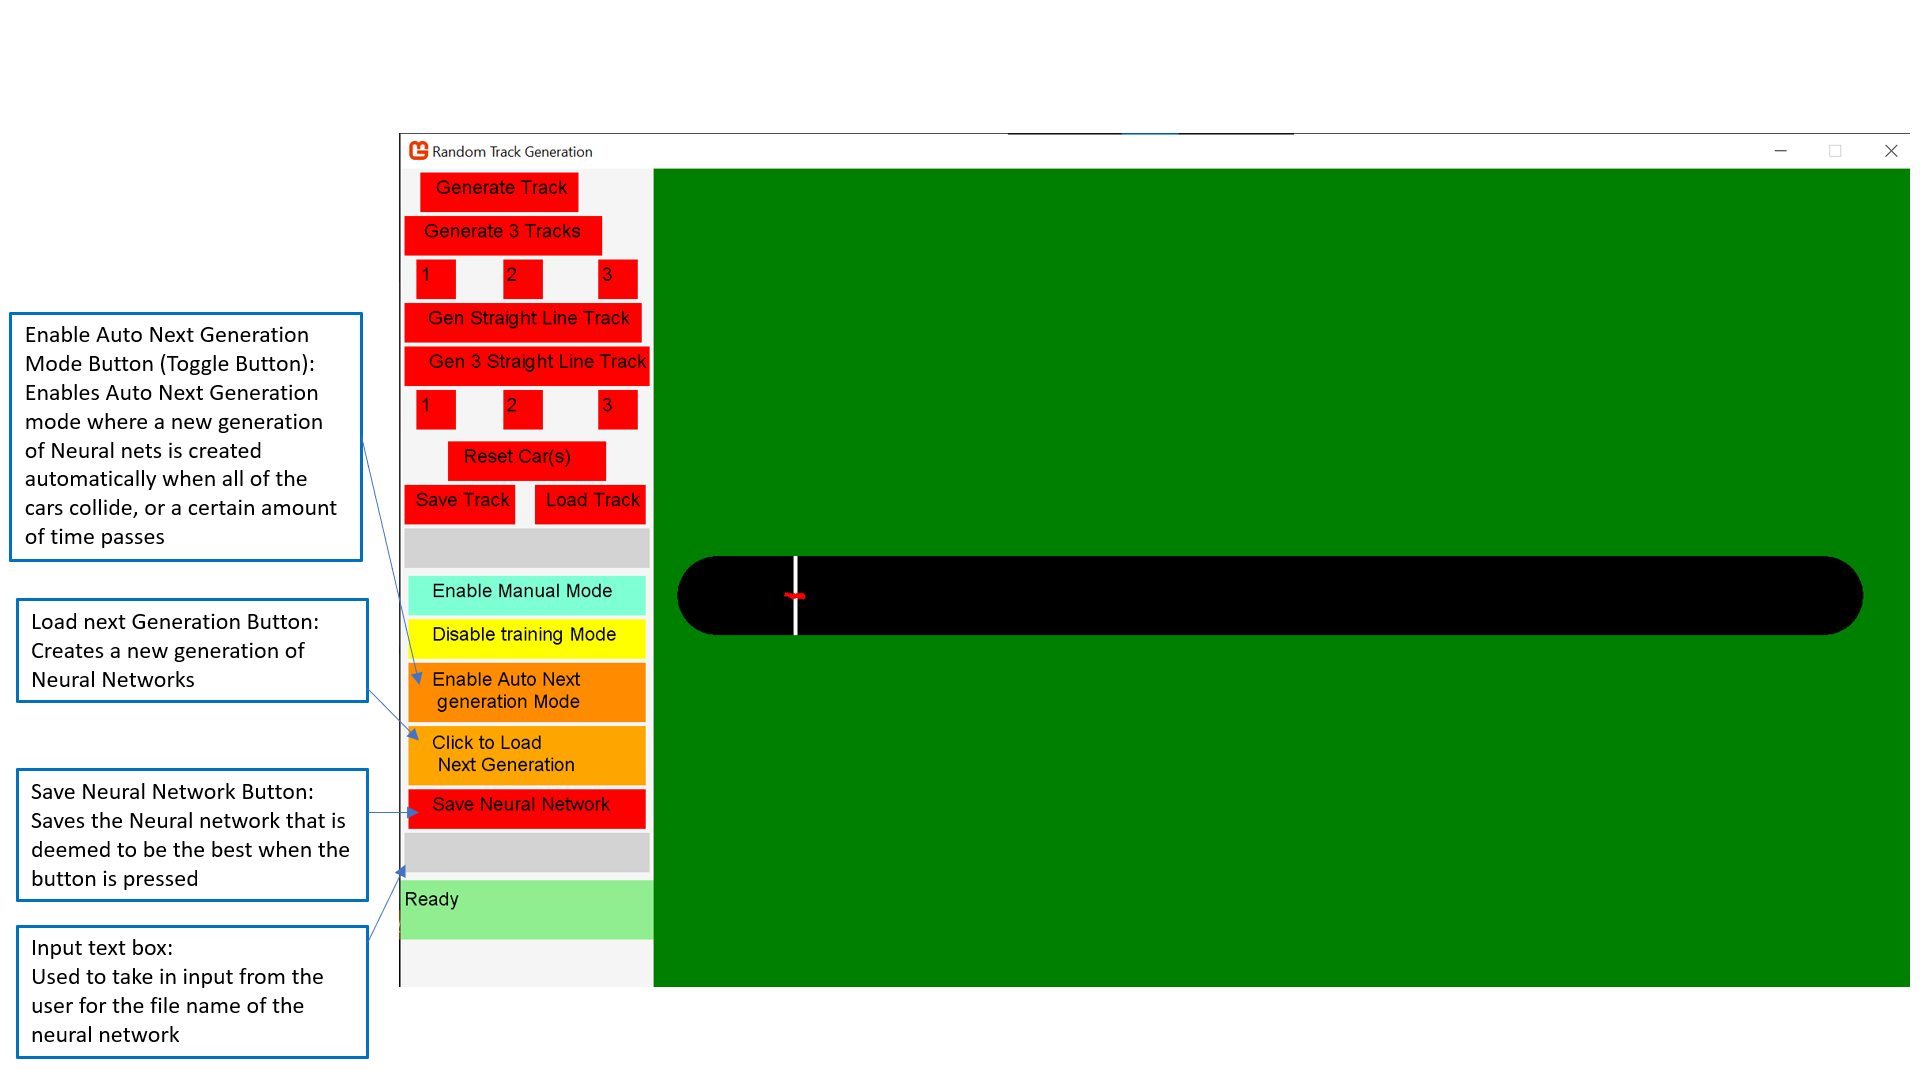 Random Track Generation
Generate Track
Generate 3 Tracks
1 2 3
Gen Straight Line Track
Gen 3 Straight Line Track
1 2 3
Reset Car(s)
Save Track Load Track
Enable Manual Mode
Disable training Mode
Enable Auto Next
generation Mode
Click to Load
Next Generation
Save Neural Network
Ready
Enable Auto Next Generation
Mode Button (Toggle Button):
Enables Auto Next Generation
mode where a new generation
of Neural nets is created
automatically when all of the
cars collide, or a certain amount
of time passes
Load next Generation Button:
Creates a new generation of
Neural Networks
Save Neural Network Button:
Saves the Neural network that is
deemed to be the best when the
button is pressed
Input text box:
Used to take in input from the
user for the file name of the
neural network